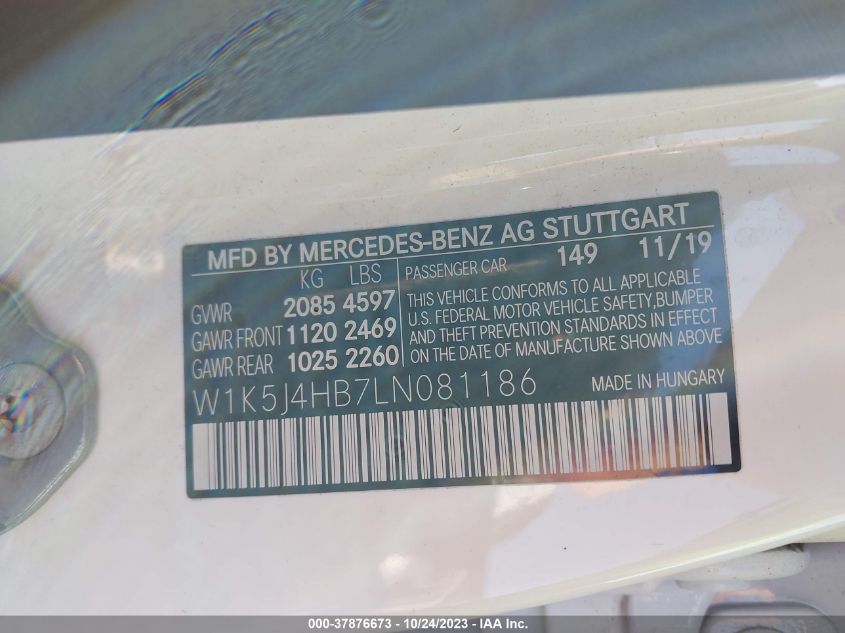 MFD BY MERCEDES-BENZ AG STUTTGART
KG LBS
GVWR 2085 4597
GAWR FRONT 1120 2469
GAWR REAR 1025 2260
PASSENGER CAR 149 11/19
THIS VEHICLE CONFORMS TO ALL APPLICABLE
U.S. FEDERAL MOTOR VEHICLE SAFETY,BUMPER
AND THEFT PREVENTION STANDARDS IN EFFECT
ON THE DATE OF MANUFACTURE SHOWN ABOVE
W1K5J4HB7LN081186
MADE IN HUNGARY
000-37876673 - 10/24/2023 - IAA Inc.